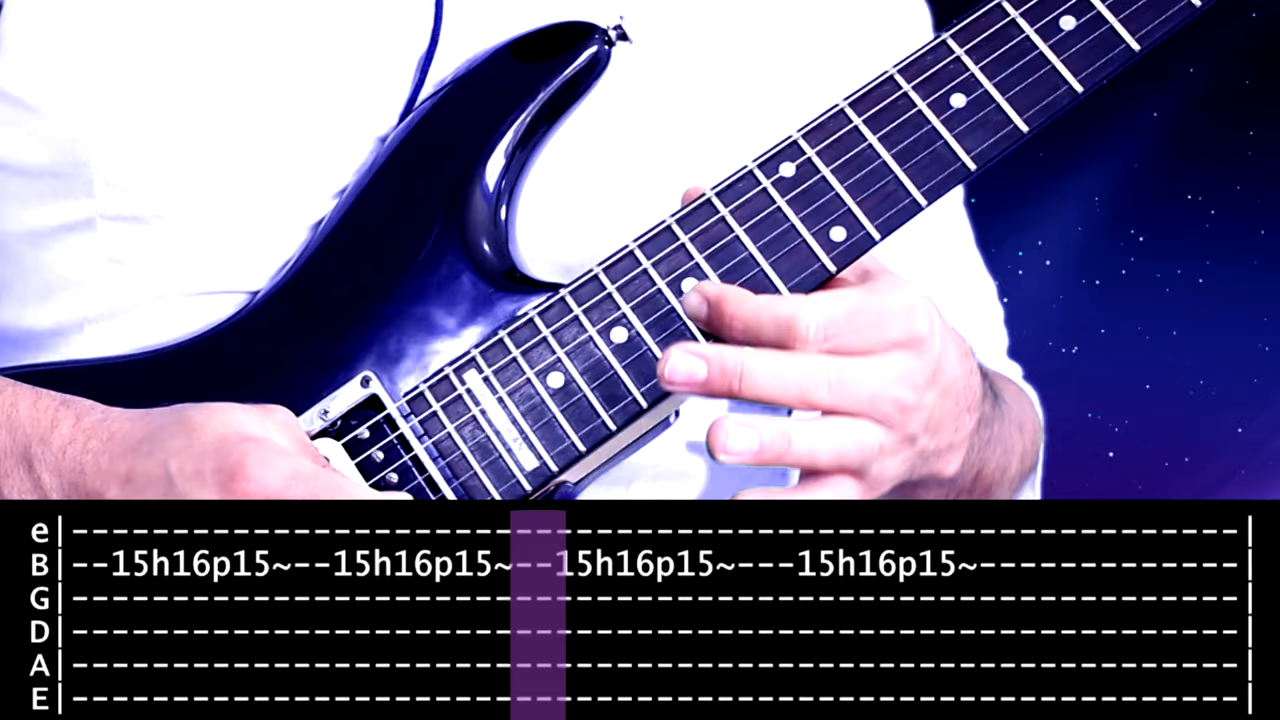 e|----------------------------------------------------------|
B|--15h16p15~--15h16p15~--15h16p15~---15h16p15~-------------|
G|----------------------------------------------------------|
D|----------------------------------------------------------|
A|----------------------------------------------------------|
E|----------------------------------------------------------|